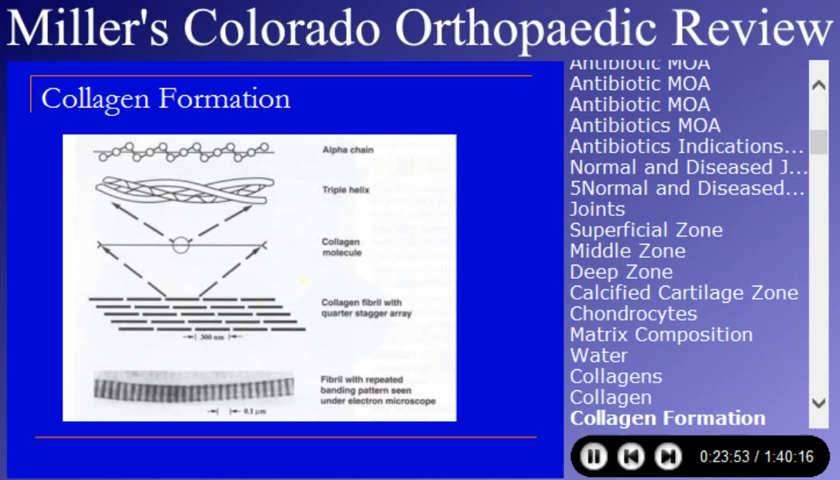 Miller's Colorado Orthopaedic Review
Collagen Formation
Alpha chain
Triple helix
Collagen
molecule
Collagen fibril with
quarter stagger array
300 nm
Fibril with repeated
banding pattern seen
under electron microscope
0.1 µm
Antibiotic MOA
Antibiotic MOA
Antibiotic MOA
Antibiotics MOA
Antibiotics Indications...
Normal and Diseased J...
5Normal and Diseased...
Joints
Superficial Zone
Middle Zone
Deep Zone
Calcified Cartilage Zone
Chondrocytes
Matrix Composition
Water
Collagens
Collagen
Collagen Formation
0:23:53 / 1:40:16